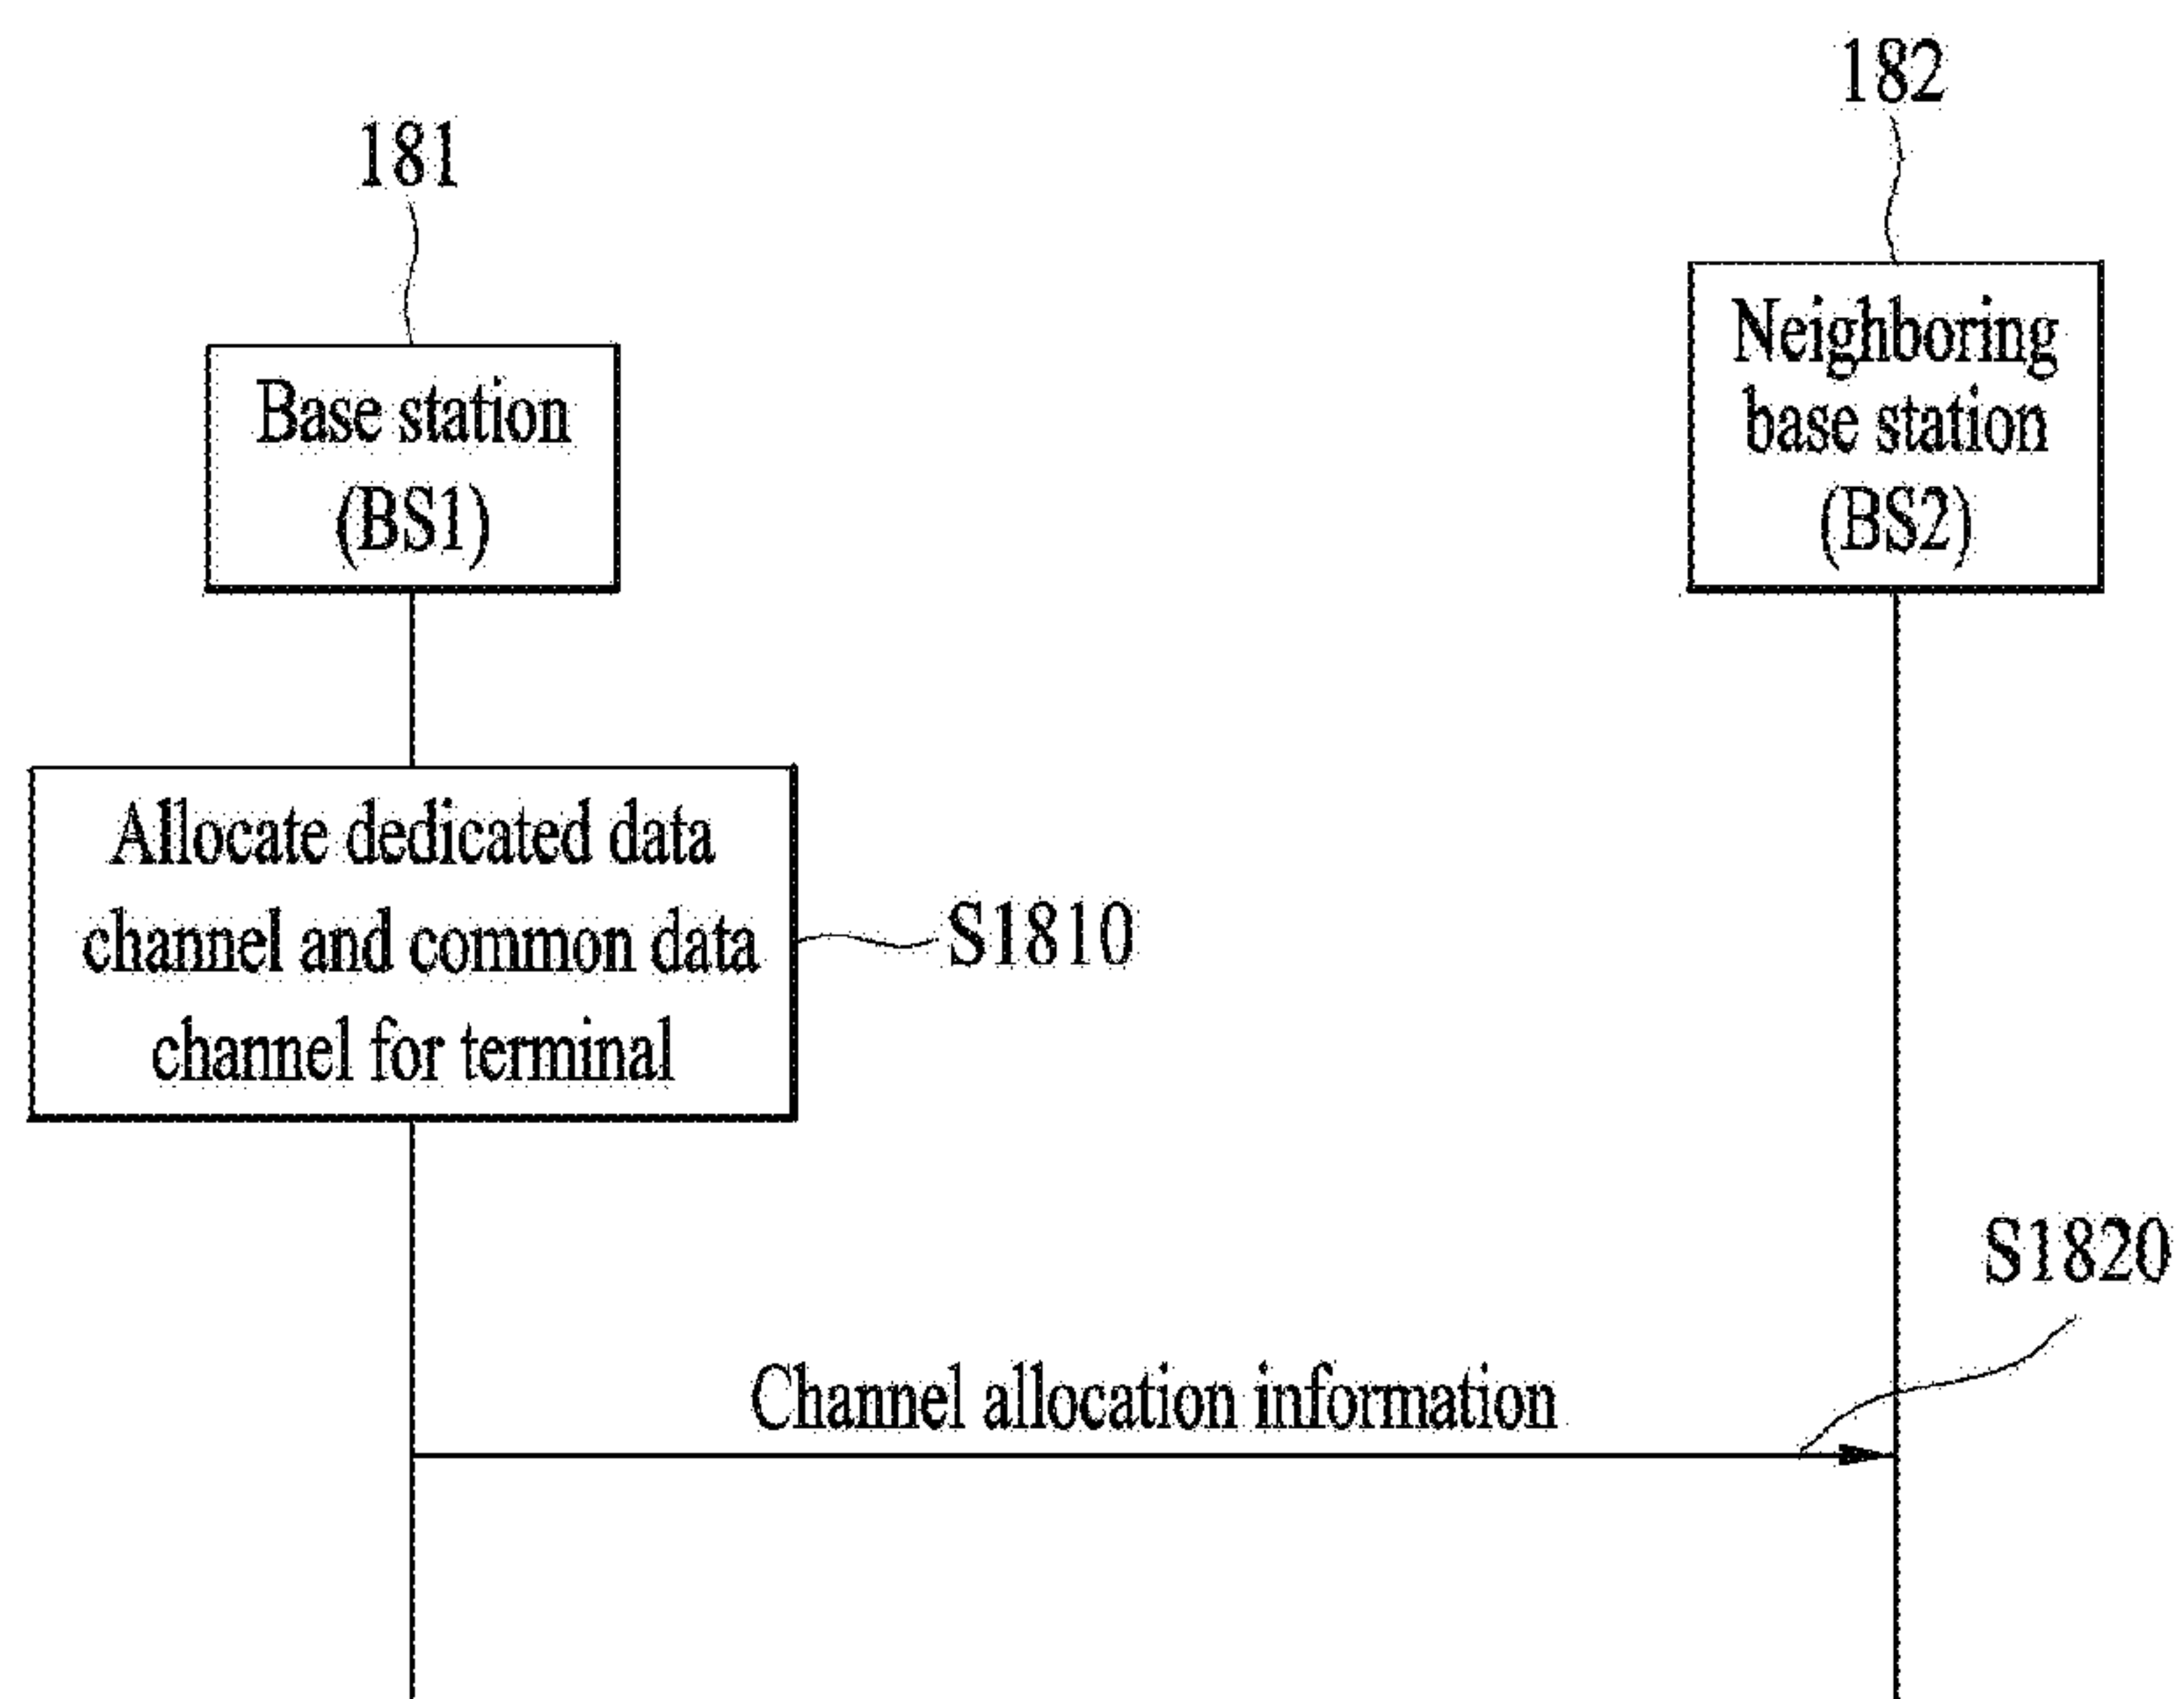 182
181
Neighboring
base station
(BS2)
Base station
(BS1)
Allocate dedicated data
channel and common data
channel for terminal
S1810
S1820
Channel allocation information